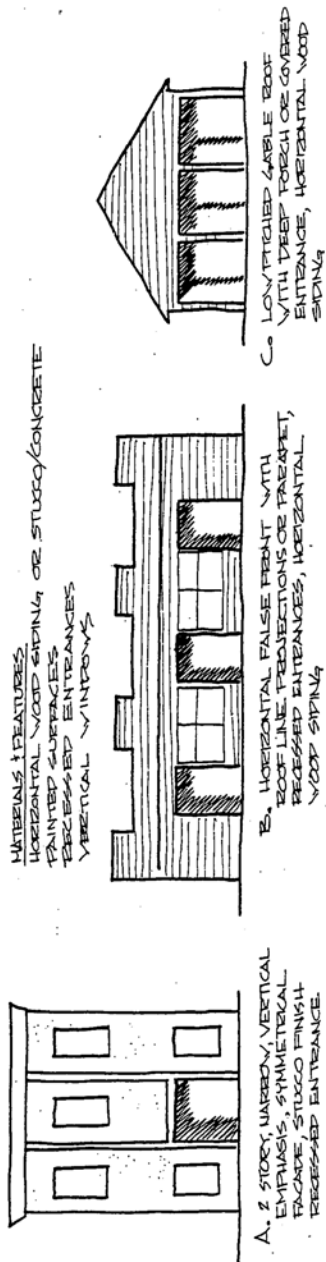 MATERIALS & FEATURES
HORIZONTAL WOOD SIDING OR STUCCO/CONCRETE
PAINTED SURFACES
RECESSED ENTRANCES
VERTICAL WINDOWS
A. 2 STORY, NARROW, VERTICAL
EMPHASIS, SYMMETRICAL
FACADE, STUCCO FINISH
RECESSED ENTRANCE
B. HORIZONTAL FALSE FRONT WITH
ROOF LINE PROJECTIONS OR PARAPET,
RECESSED ENTRANCES, HORIZONTAL
WOOD SIDING
C. LOW PITCHED GABLE ROOF
WITH DEEP PORCH OR COVERED
ENTRANCE, HORIZONTAL WOOD
SIDING